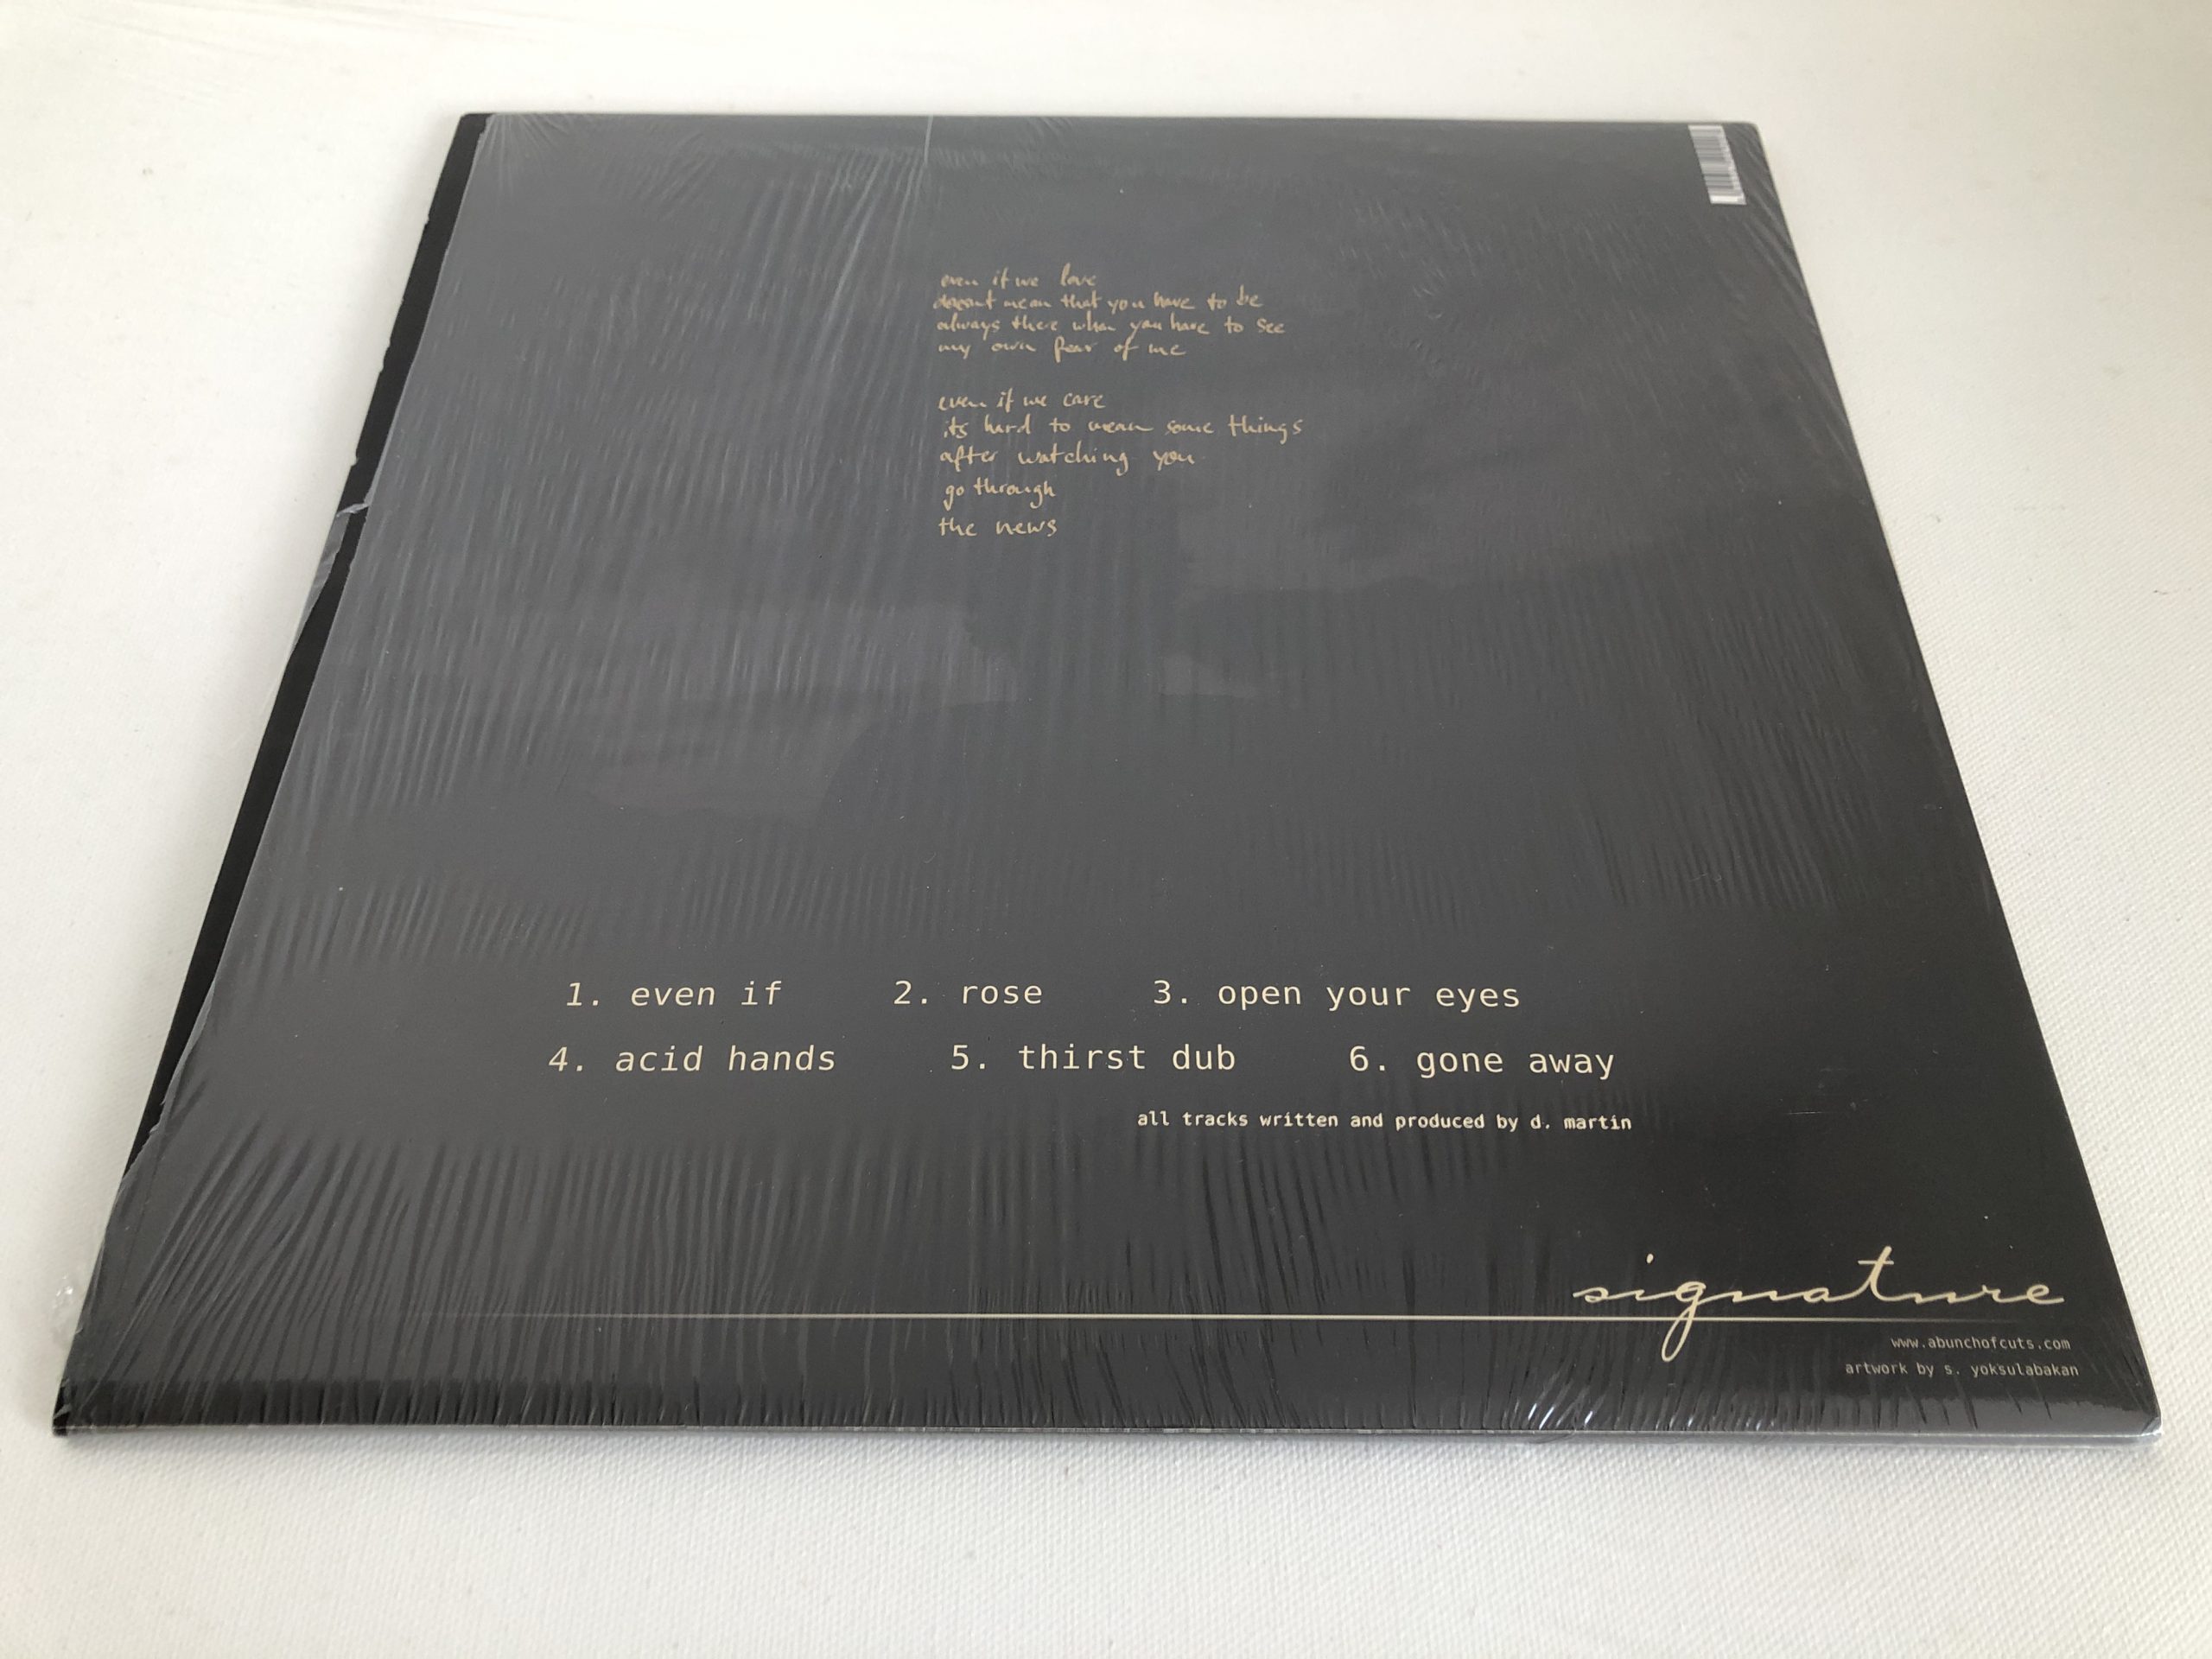 even if we love
doesnt mean that you have to be
always there when you have to see
my own fear of me
even if we care
its hard to mean some things
after watching you
go through
the news
1. even if 2. rose 3. open your eyes
4. acid hands 5. thirst dub 6. gone away
all tracks written and produced by d. martin
signature
www.abunchofcuts.com
artwork by s. yoksulabakan